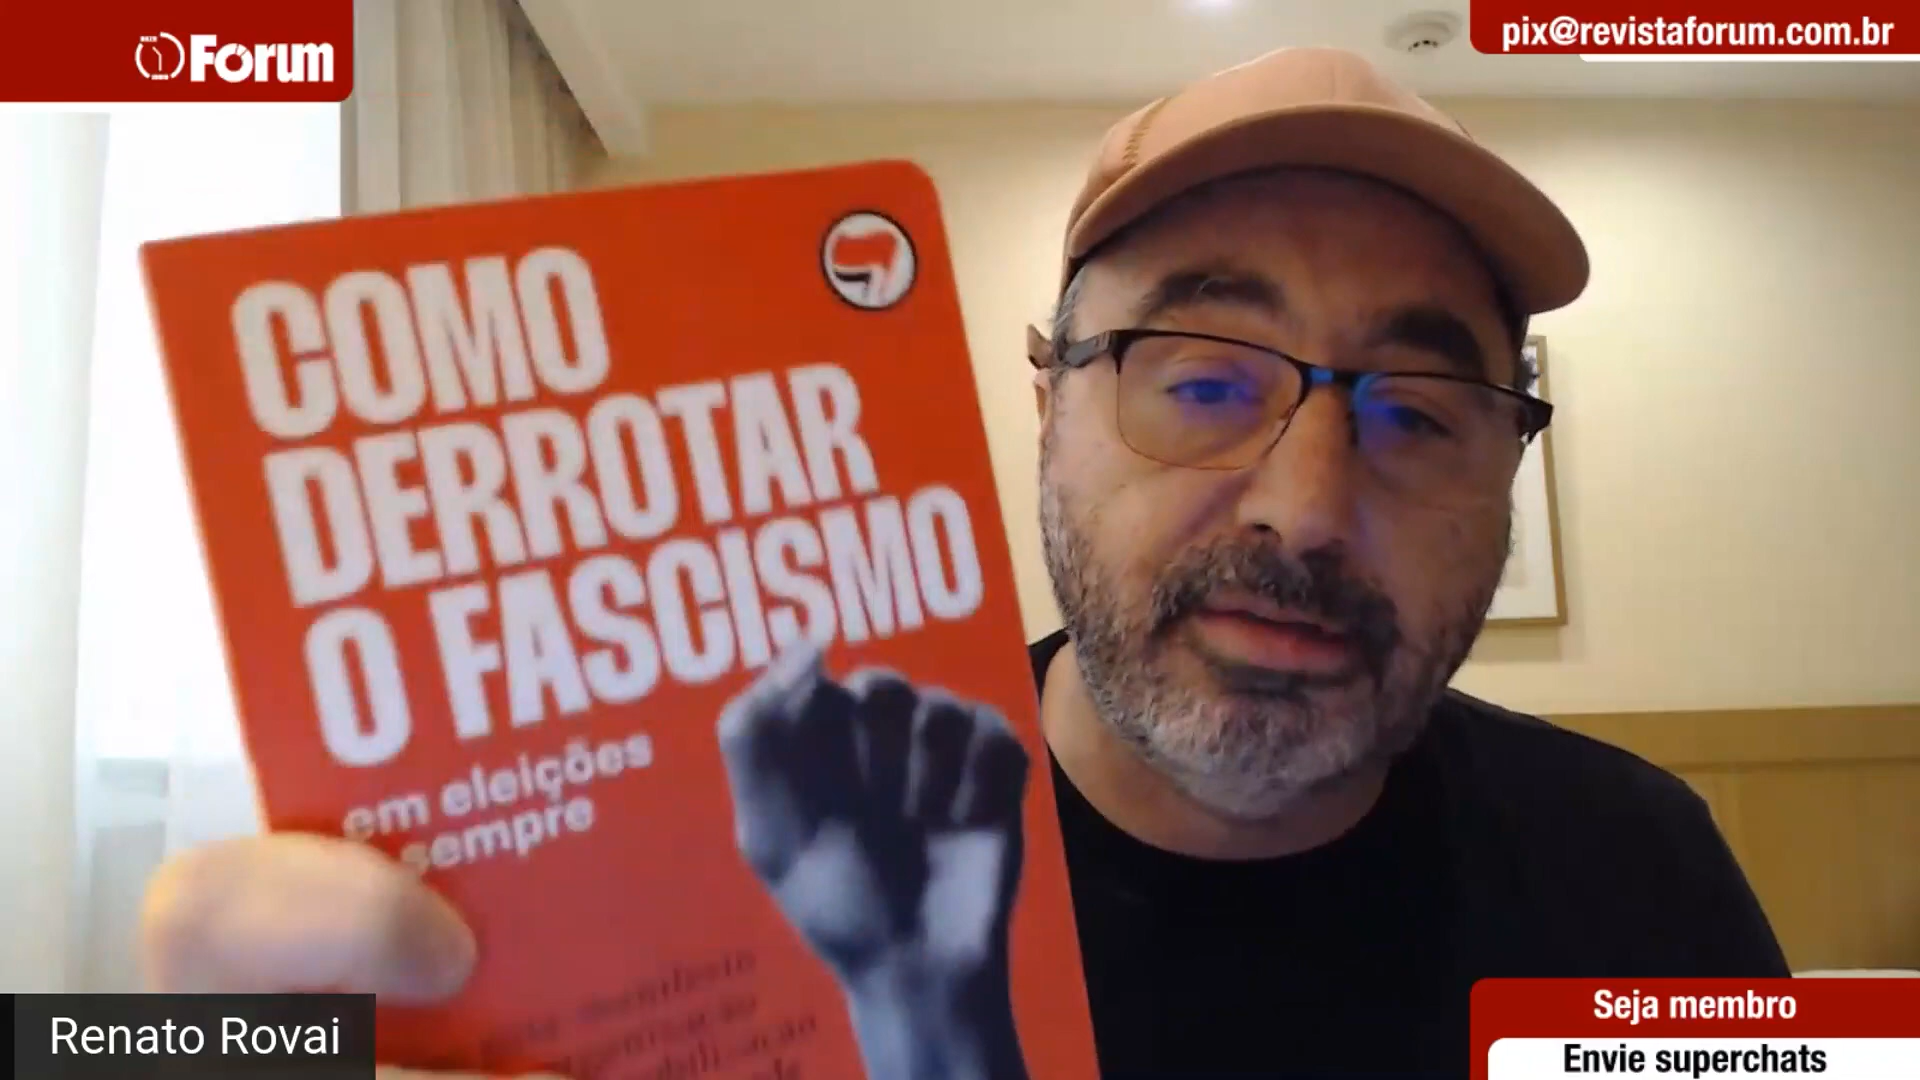 Forum
pix@revistaforum.com.br
COMO
DERROTAR
O FASCISMO
em eleições
sempre
Renato Rovai
Seja membro
Envie superchats